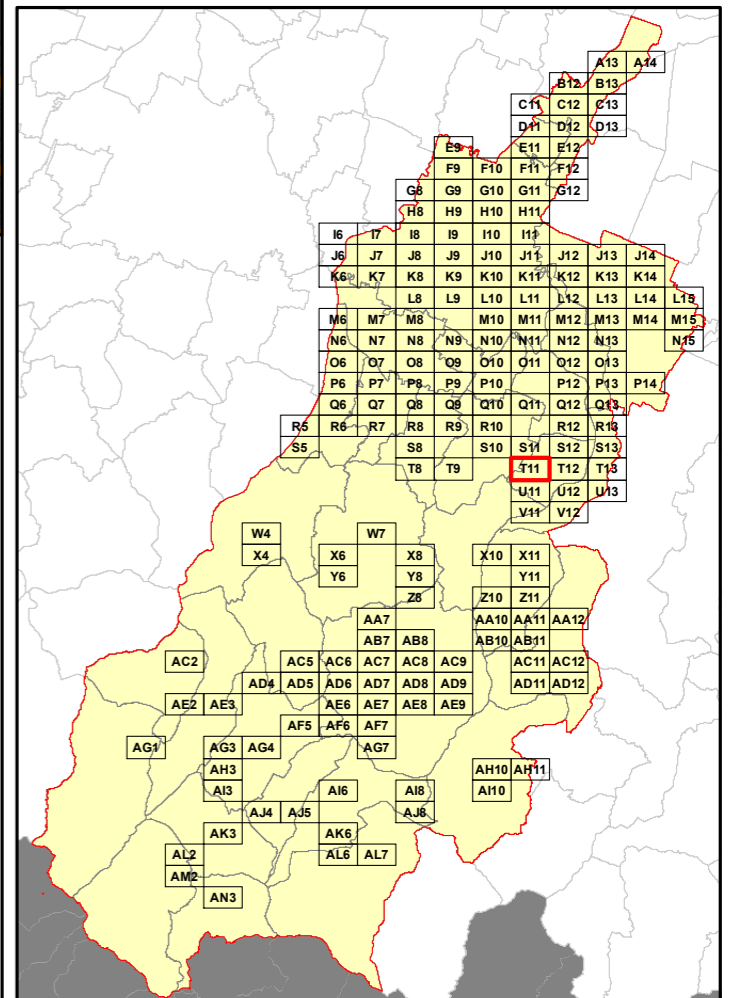 A13 A14
B12 B13
C11 C12 C13
D11 D12 D13
E9 E11 E12
F9 F10 F11 F12
G8 G9 G10 G11 G12
H8 H9 H10 H11
I6 I7 I8 I9 I10 I11
J6 J7 J8 J9 J10 J11 J12 J13 J14
K6 K7 K8 K9 K10 K11 K12 K13 K14
L8 L9 L10 L11 L12 L13 L14 L15
M6 M7 M8 M10 M11 M12 M13 M14 M15
N6 N7 N8 N9 N10 N11 N12 N13 N15
O6 O7 O8 O9 O10 O11 O12 O13
P6 P7 P8 P9 P10 P12 P13 P14
Q6 Q7 Q8 Q9 Q10 Q11 Q12 Q13
R5 R6 R7 R8 R9 R10 R12 R13
S5 S8 S10 S11 S12 S13
T8 T9 T11 T12 T13
U11 U12 U13
V11 V12
W4 W7
X4 X6 X8 X10 X11
Y6 Y8 Y11
Z8 Z10 Z11
AA7 AA10 AA11 AA12
AB7 AB8 AB10 AB11
AC2 AC5 AC6 AC7 AC8 AC9 AC11 AC12
AD4 AD5 AD6 AD7 AD8 AD9 AD11 AD12
AE2 AE3 AE6 AE7 AE8 AE9
AF5 AF6 AF7
AG1 AG3 AG4 AG7
AH3 AH10 AH11
AI3 AI6 AI8 AI10
AJ4 AJ5 AJ8
AK3 AK6
AL2 AL6 AL7
AM2
AN3